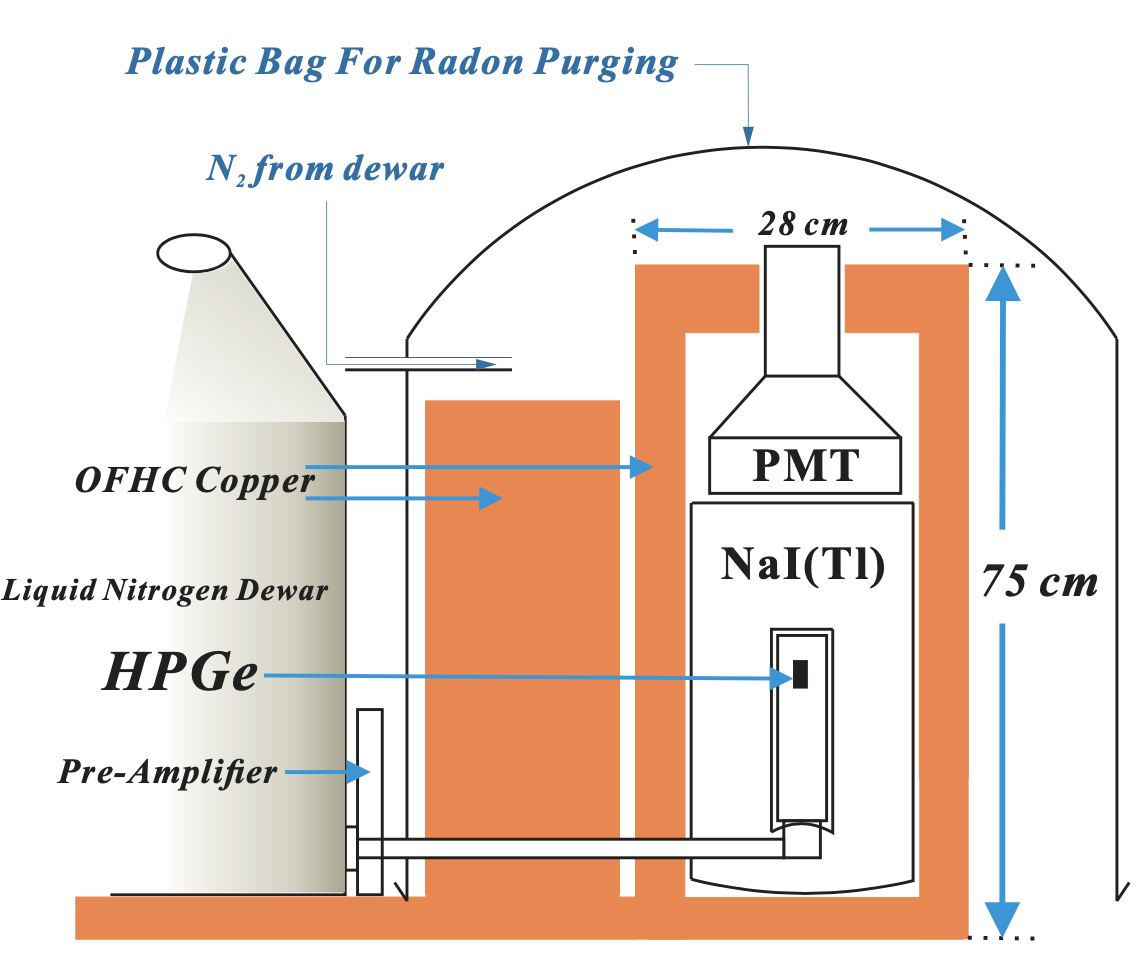 Plastic Bag For Radon Purging
N₂ from dewar
28 cm
OFHC Copper
PMT
NaI(Tl)
75 cm
Liquid Nitrogen Dewar
HPGe
Pre-Amplifier